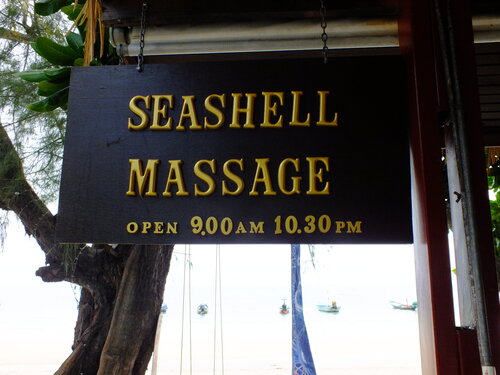 SEASHELL
MASSAGE
OPEN 9.00 AM 10.30 PM